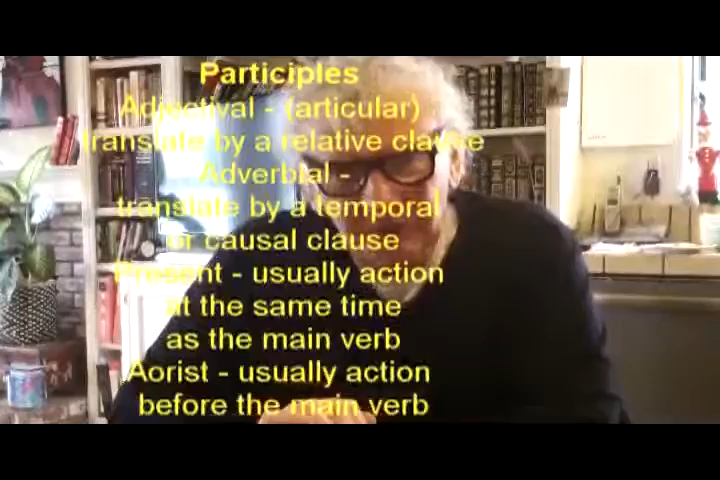 Participles
Adjectival - (articular)
translate by a relative clause
Adverbial -
translate by a temporal
or causal clause
Present - usually action
at the same time
as the main verb
Aorist - usually action
before the main verb